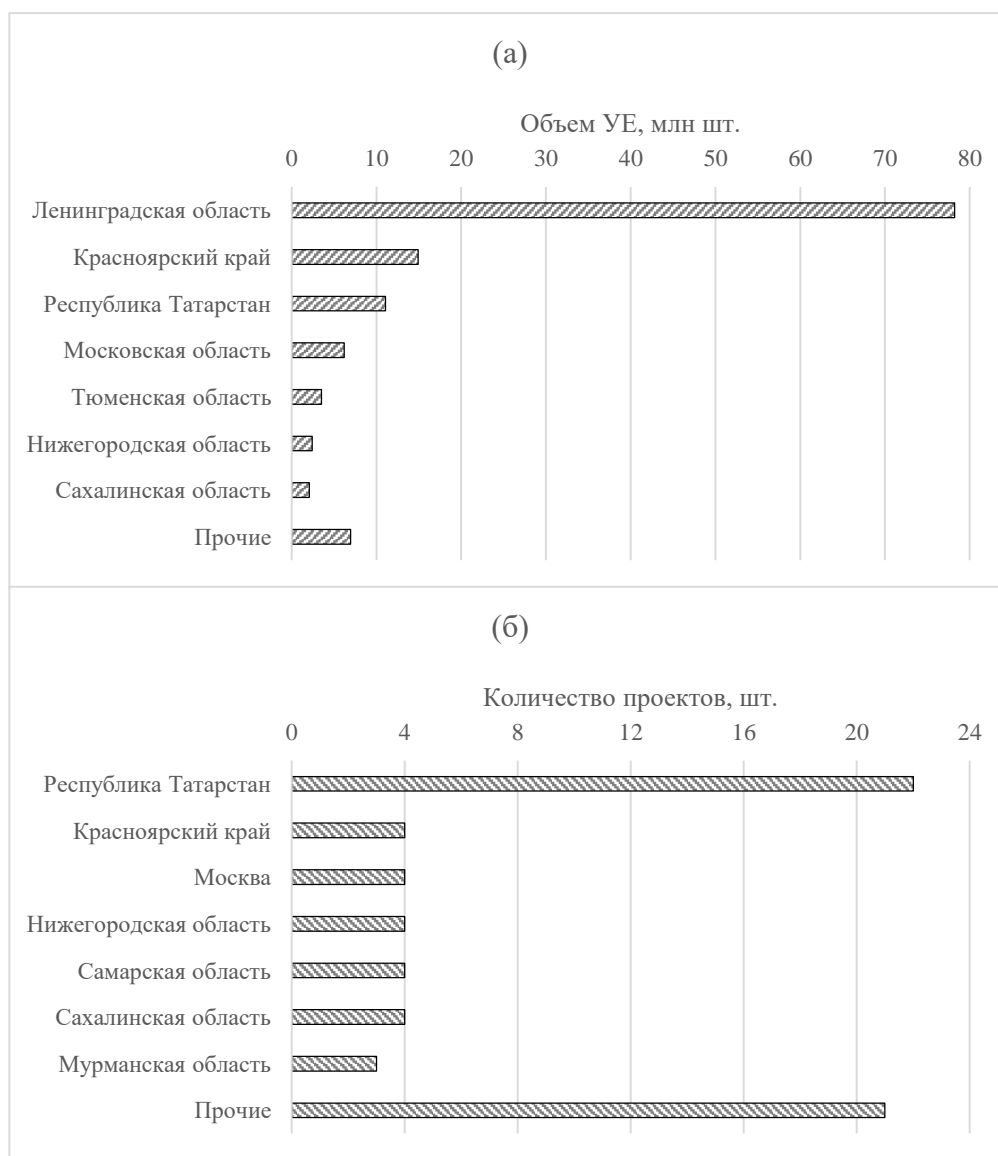 (а)
Объем УЕ, млн шт.
0 10 20 30 40 50 60 70 80
Ленинградская область
Красноярский край
Республика Татарстан
Московская область
Тюменская область
Нижегородская область
Сахалинская область
Прочие
(б)
Количество проектов, шт.
0 4 8 12 16 20 24
Республика Татарстан
Красноярский край
Москва
Нижегородская область
Самарская область
Сахалинская область
Мурманская область
Прочие